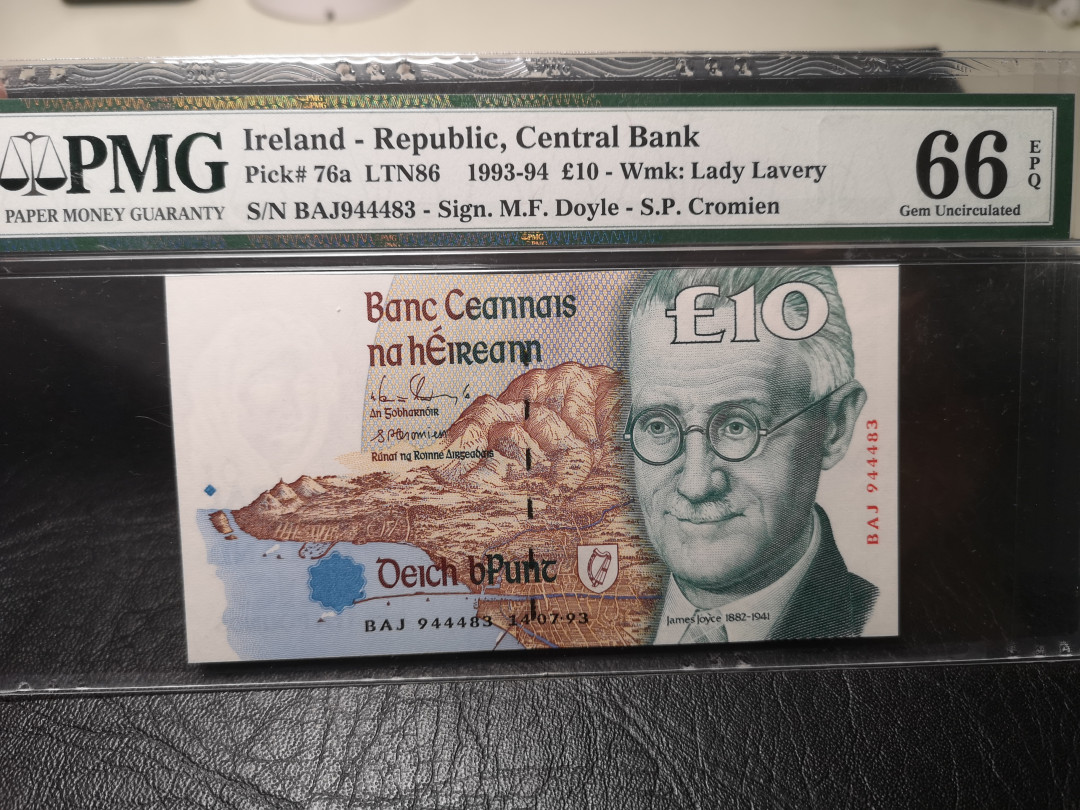 PMG
PAPER MONEY GUARANTY
Ireland - Republic, Central Bank
Pick# 76a LTN86 1993-94 £10 - Wmk: Lady Lavery
S/N BAJ944483 - Sign. M.F. Doyle - S.P. Cromien
66
EPQ
Gem Uncirculated
Banc Ceannais
na hÉireann
An Gobharnóir
S P Cromien
Rúnaí na Roinne Airgeadais
£10
BAJ 944483
Deich bPunt
BAJ 944483 14·07·93
James Joyce 1882-1941